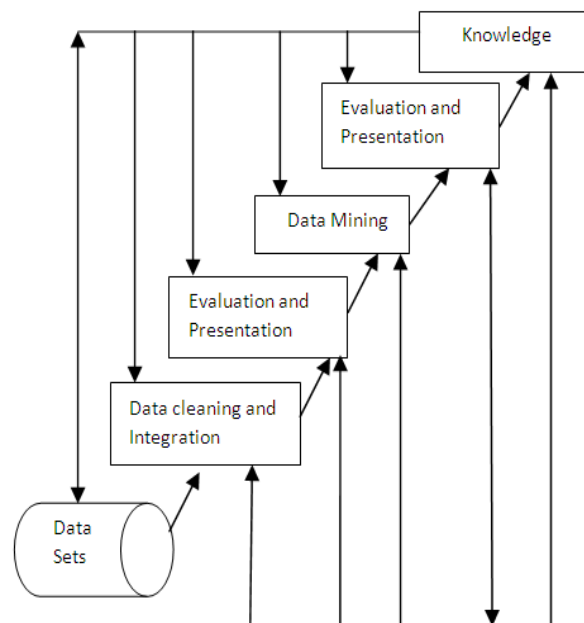 Knowledge
Evaluation and
Presentation
Data Mining
Evaluation and
Presentation
Data cleaning and
Integration
Data
Sets